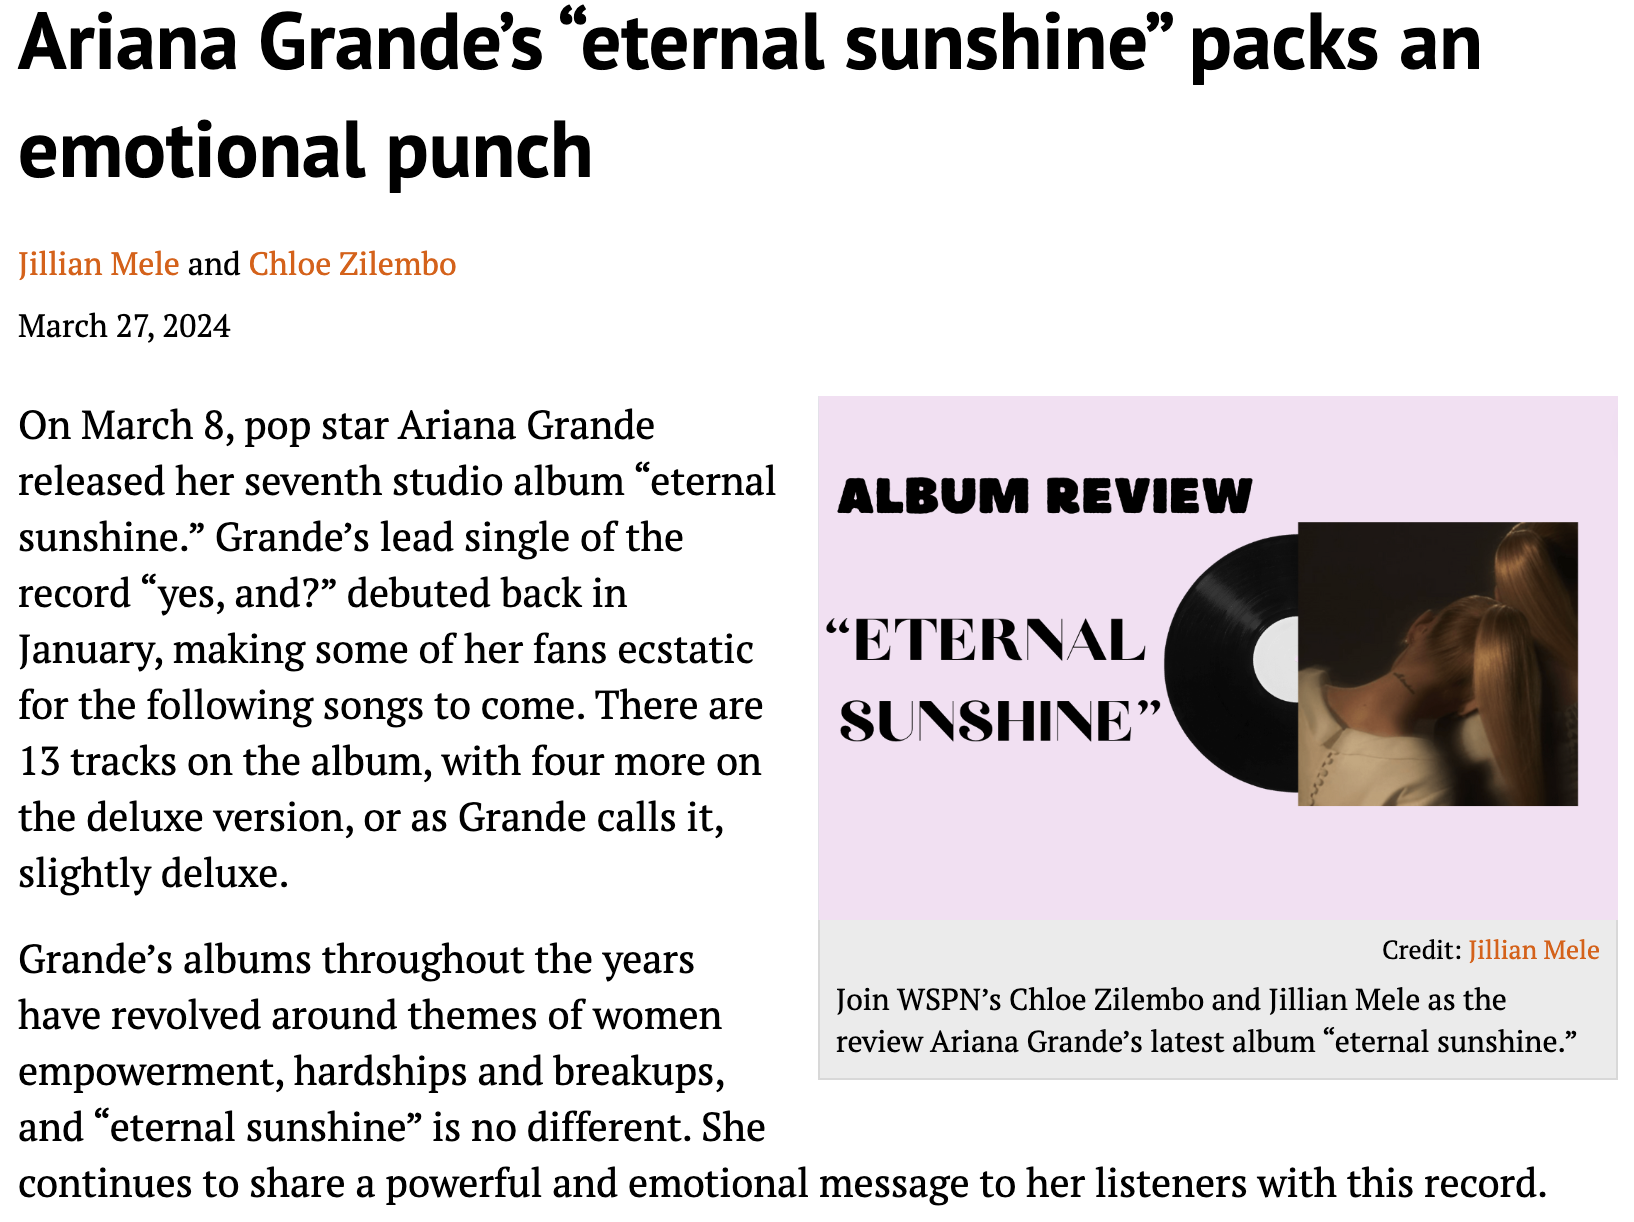 Ariana Grande’s “eternal sunshine” packs an
emotional punch
Jillian Mele and Chloe Zilembo
March 27, 2024
On March 8, pop star Ariana Grande
released her seventh studio album “eternal
sunshine.” Grande’s lead single of the
record “yes, and?” debuted back in
January, making some of her fans ecstatic
for the following songs to come. There are
13 tracks on the album, with four more on
the deluxe version, or as Grande calls it,
slightly deluxe.
ALBUM REVIEW
“ETERNAL
SUNSHINE”
Credit: Jillian Mele
Join WSPN’s Chloe Zilembo and Jillian Mele as the
review Ariana Grande’s latest album “eternal sunshine.”
Grande’s albums throughout the years
have revolved around themes of women
empowerment, hardships and breakups,
and “eternal sunshine” is no different. She
continues to share a powerful and emotional message to her listeners with this record.